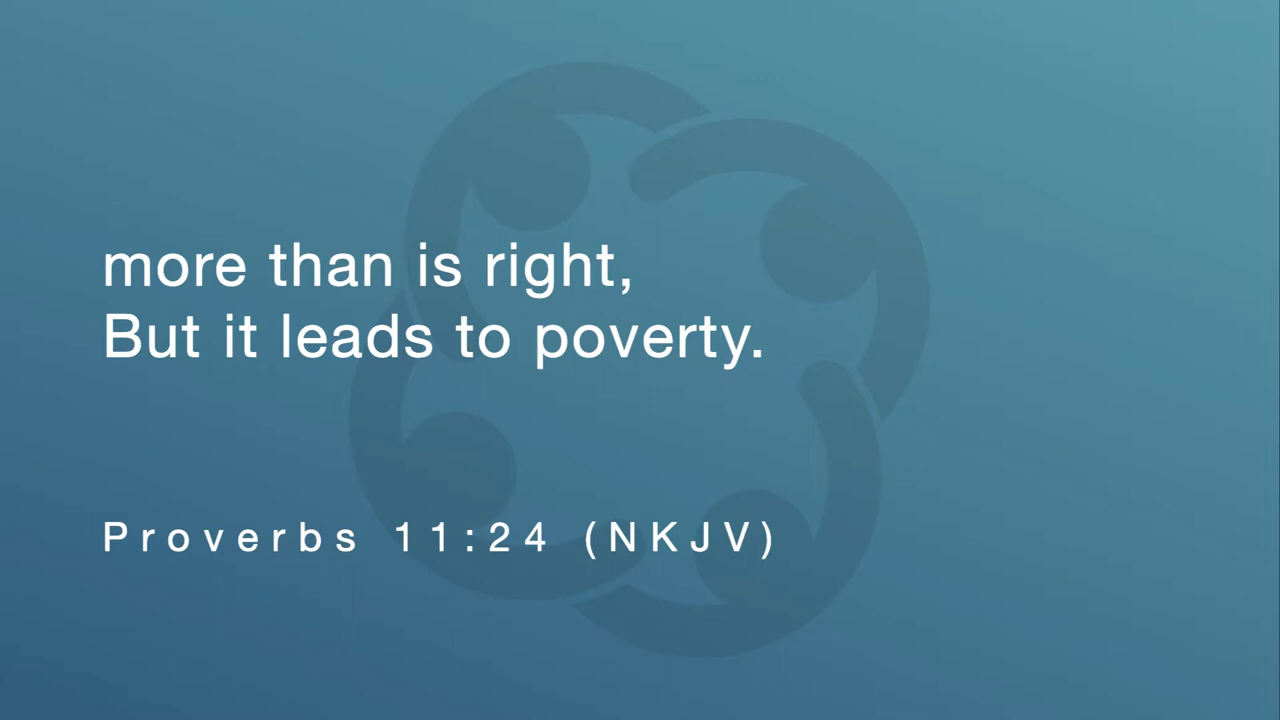 more than is right,
But it leads to poverty.
Proverbs 11:24 (NKJV)